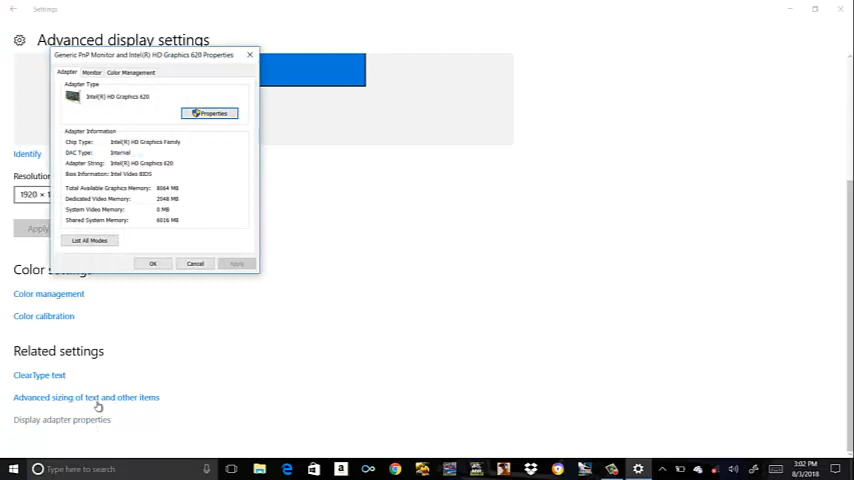 Settings
Advanced display settings
Generic PnP Monitor and Intel(R) HD Graphics 620 Properties
Adapter Monitor Color Management
Adapter Type
Intel(R) HD Graphics 620
Properties
Adapter Information
Chip Type: Intel(R) HD Graphics Family
DAC Type: Internal
Adapter String: Intel(R) HD Graphics 620
Bios Information: Intel Video BIOS
Total Available Graphics Memory: 8064 MB
Dedicated Video Memory: 2048 MB
System Video Memory: 0 MB
Shared System Memory: 6016 MB
List All Modes
OK Cancel Apply
Identify
Resolution
1920 × 1
Apply
Color se
Color management
Color calibration
Related settings
ClearType text
Advanced sizing of text and other items
Display adapter properties
Type here to search
3:02 PM
8/3/2018